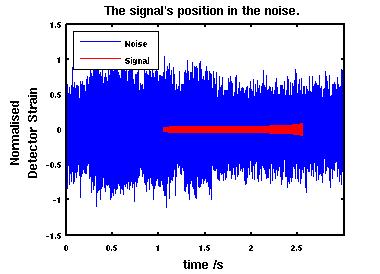 The signal's position in the noise.
Noise
Signal
Normalised
Detector Strain
1.5
1
0.5
0
-0.5
-1
-1.5
0 0.5 1 1.5 2 2.5
time /s